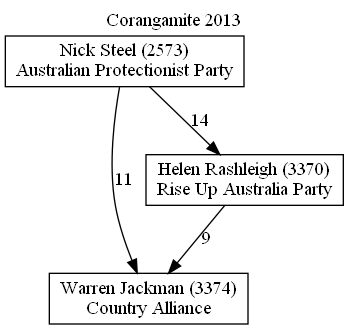 Corangamite 2013
Nick Steel (2573)
Australian Protectionist Party
14
Helen Rashleigh (3370)
Rise Up Australia Party
11
9
Warren Jackman (3374)
Country Alliance